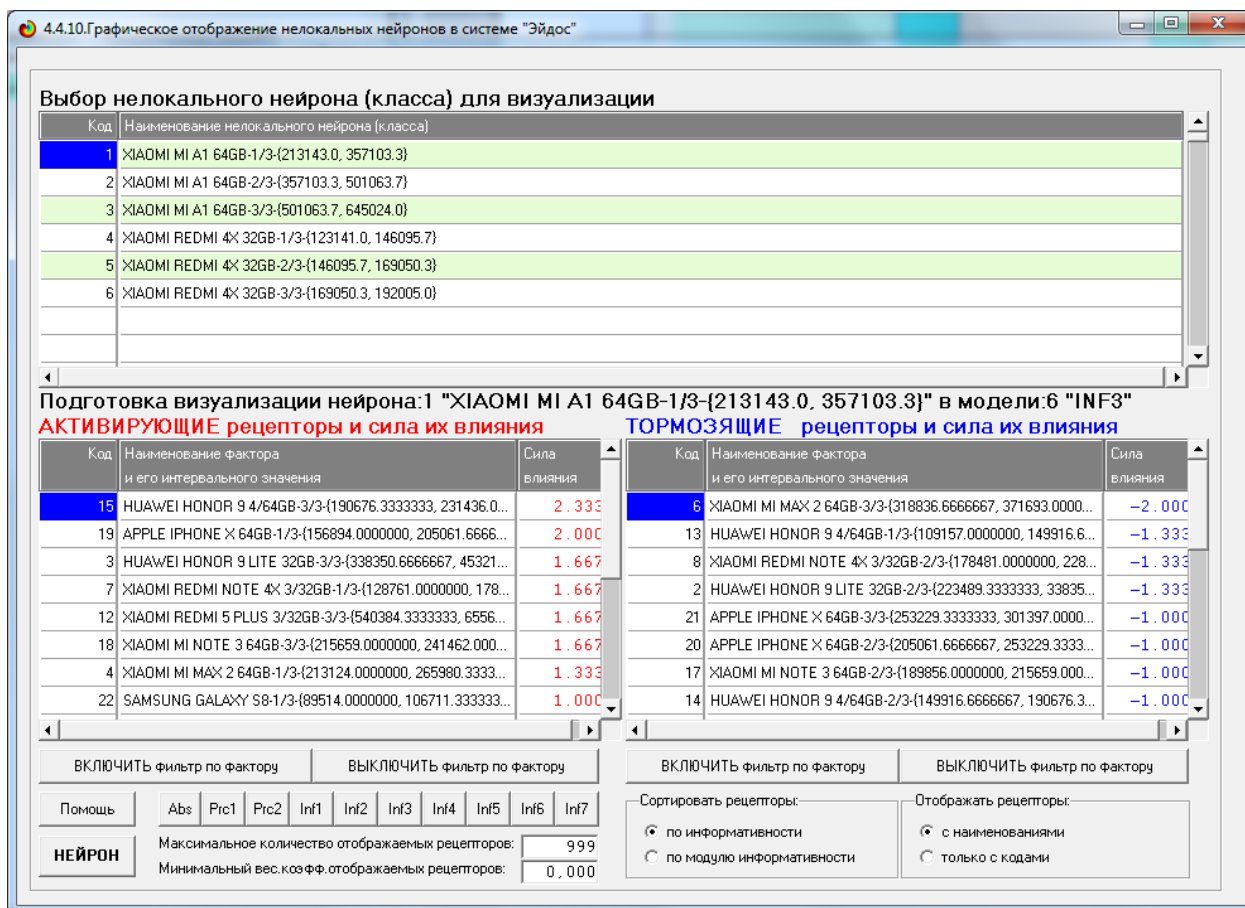 4.4.10.Графическое отображение нелокальных нейронов в системе "Эйдос"
Выбор нелокального нейрона (класса) для визуализации
Код Наименование нелокального нейрона (класса)
1 XIAOMI MI A1 64GB-1/3-{213143.0, 357103.3}
2 XIAOMI MI A1 64GB-2/3-{357103.3, 501063.7}
3 XIAOMI MI A1 64GB-3/3-{501063.7, 645024.0}
4 XIAOMI REDMI 4X 32GB-1/3-{123141.0, 146095.7}
5 XIAOMI REDMI 4X 32GB-2/3-{146095.7, 169050.3}
6 XIAOMI REDMI 4X 32GB-3/3-{169050.3, 192005.0}
Подготовка визуализации нейрона:1 "XIAOMI MI A1 64GB-1/3-{213143.0, 357103.3}" в модели:6 "INF3"
АКТИВИРУЮЩИЕ рецепторы и сила их влияния
Код Наименование фактора и его интервального значения Сила влияния
15 HUAWEI HONOR 9 4/64GB-3/3-{190676.3333333, 231436.0... 2.333
19 APPLE IPHONE X 64GB-1/3-{156894.0000000, 205061.6666... 2.000
3 HUAWEI HONOR 9 LITE 32GB-3/3-{338350.6666667, 45321... 1.667
7 XIAOMI REDMI NOTE 4X 3/32GB-1/3-{128761.0000000, 178... 1.667
12 XIAOMI REDMI 5 PLUS 3/32GB-3/3-{540384.3333333, 6556... 1.667
18 XIAOMI MI NOTE 3 64GB-3/3-{215659.0000000, 241462.000... 1.667
4 XIAOMI MI MAX 2 64GB-1/3-{213124.0000000, 265980.3333... 1.333
22 SAMSUNG GALAXY S8-1/3-{89514.0000000, 106711.333333... 1.000
ТОРМОЗЯЩИЕ рецепторы и сила их влияния
Код Наименование фактора и его интервального значения Сила влияния
6 XIAOMI MI MAX 2 64GB-3/3-{318836.6666667, 371693.0000... -2.000
13 HUAWEI HONOR 9 4/64GB-1/3-{109157.0000000, 149916.6... -1.333
8 XIAOMI REDMI NOTE 4X 3/32GB-2/3-{178481.0000000, 228... -1.333
2 HUAWEI HONOR 9 LITE 32GB-2/3-{223489.3333333, 33835... -1.333
21 APPLE IPHONE X 64GB-3/3-{253229.3333333, 301397.0000... -1.000
20 APPLE IPHONE X 64GB-2/3-{205061.6666667, 253229.3333... -1.000
17 XIAOMI MI NOTE 3 64GB-2/3-{189856.0000000, 215659.000... -1.000
14 HUAWEI HONOR 9 4/64GB-2/3-{149916.6666667, 190676.3... -1.000
ВКЛЮЧИТЬ фильтр по фактору ВЫКЛЮЧИТЬ фильтр по фактору
ВКЛЮЧИТЬ фильтр по фактору ВЫКЛЮЧИТЬ фильтр по фактору
Помощь Abs Prc1 Prc2 Inf1 Inf2 Inf3 Inf4 Inf5 Inf6 Inf7
НЕЙРОН
Максимальное количество отображаемых рецепторов: 999
Минимальный вес.коэфф.отображаемых рецепторов: 0,000
Сортировать рецепторы:
по информативности
по модулю информативности
Отображать рецепторы:
с наименованиями
только с кодами